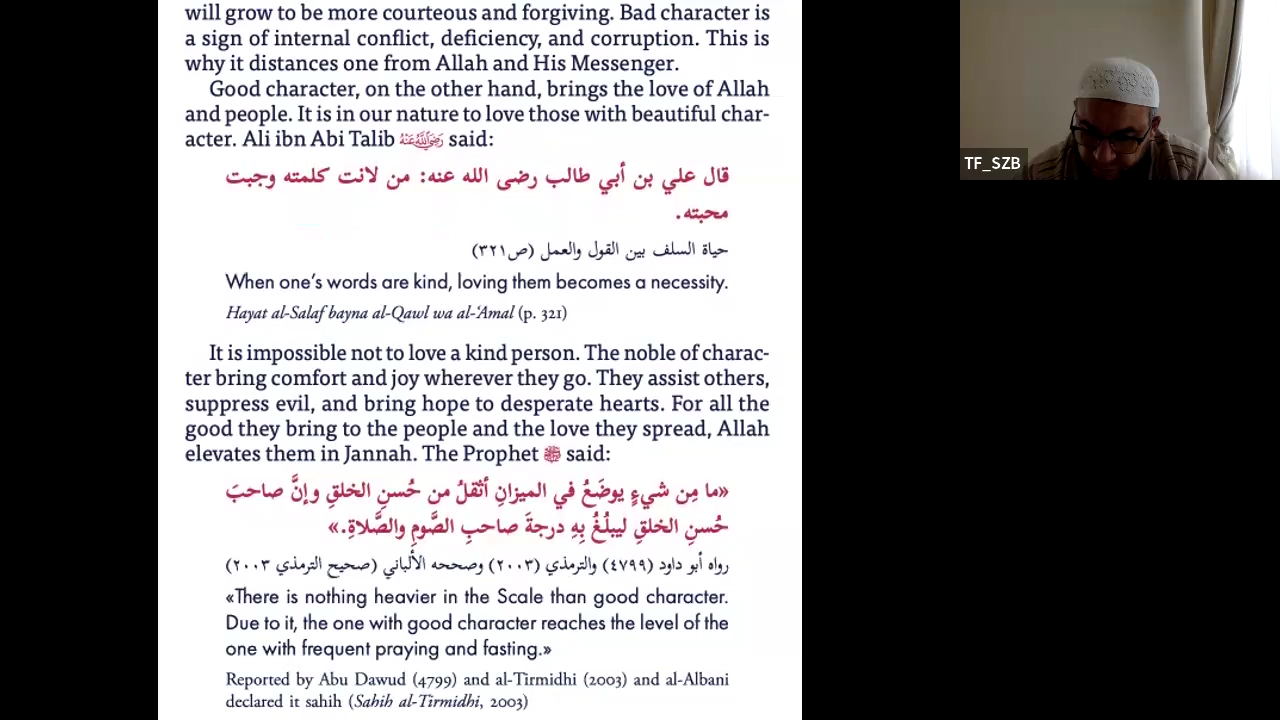 will grow to be more courteous and forgiving. Bad character is
a sign of internal conflict, deficiency, and corruption. This is
why it distances one from Allah and His Messenger.
Good character, on the other hand, brings the love of Allah
and people. It is in our nature to love those with beautiful char-
acter. Ali ibn Abi Talib رَضِيَ اللَّهُ عَنْهُ said:
قال علي بن أبي طالب رضى الله عنه: من لانت كلمته وجبت
محبته.
حياة السلف بين القول والعمل (ص٣٢١)
When one's words are kind, loving them becomes a necessity.
Hayat al-Salaf bayna al-Qawl wa al-'Amal (p. 321)
It is impossible not to love a kind person. The noble of charac-
ter bring comfort and joy wherever they go. They assist others,
suppress evil, and bring hope to desperate hearts. For all the
good they bring to the people and the love they spread, Allah
elevates them in Jannah. The Prophet ﷺ said:
«ما مِن شيءٍ يوضَعُ في الميزانِ أثقلُ من حُسنِ الخلقِ وإنَّ صاحبَ
حُسنِ الخلقِ ليبلُغُ بِهِ درجةَ صاحبِ الصَّومِ والصَّلاةِ.»
رواه أبو داود (٤٧٩٩) والترمذي (٢٠٠٣) وصححه الألباني (صحيح الترمذي ٢٠٠٣)
«There is nothing heavier in the Scale than good character.
Due to it, the one with good character reaches the level of the
one with frequent praying and fasting.»
Reported by Abu Dawud (4799) and al-Tirmidhi (2003) and al-Albani
declared it sahih (Sahih al-Tirmidhi, 2003)
TF_SZB